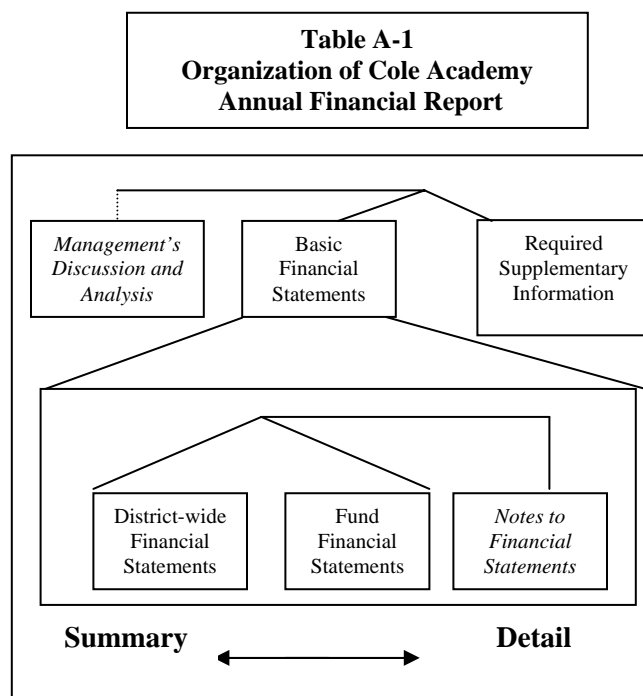 Table A-1
Organization of Cole Academy
Annual Financial Report
Management’s
Discussion and
Analysis
Basic
Financial
Statements
Required
Supplementary
Information
District-wide
Financial
Statements
Fund
Financial
Statements
Notes to
Financial
Statements
Summary
Detail